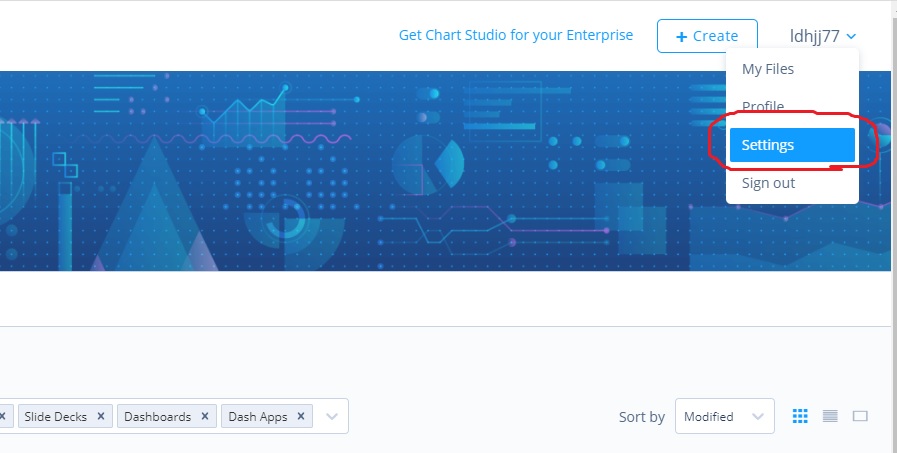 Get Chart Studio for your Enterprise
+ Create
ldhjj77
My Files
Profile
Settings
Sign out
x Slide Decks x Dashboards x Dash Apps x
Sort by Modified